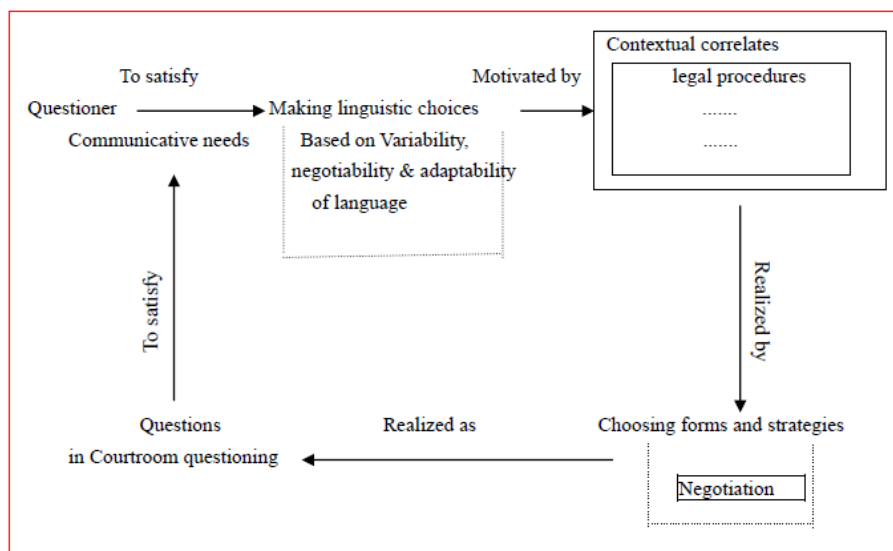 Contextual correlates
To satisfy
Motivated by
legal procedures
Questioner
Making linguistic choices
.......
Communicative needs
Based on Variability,
.......
negotiability & adaptability
of language
To satisfy
Realized by
Questions
Realized as
Choosing forms and strategies
in Courtroom questioning
Negotiation